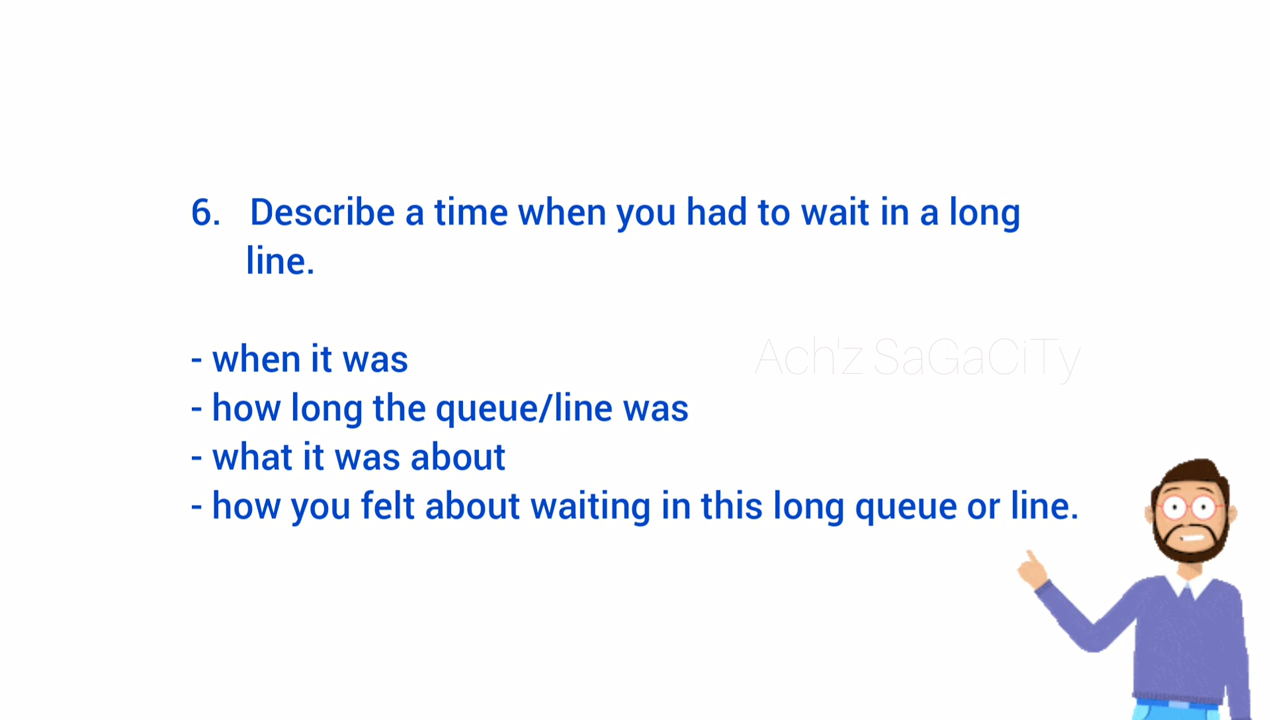 6. Describe a time when you had to wait in a long
line.
- when it was
Ach'z SaGaCiTy
- how long the queue/line was
- what it was about
- how you felt about waiting in this long queue or line.